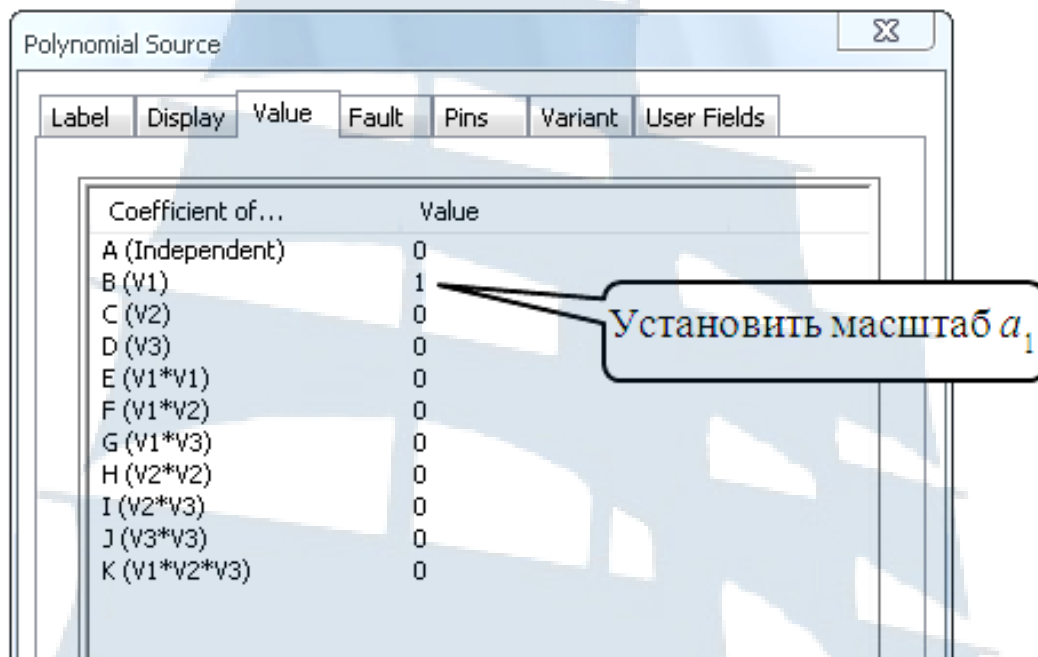 Polynomial Source
Label Display Value Fault Pins Variant User Fields
Coefficient of... Value
A (Independent) 0
B (V1) 1
C (V2) 0
D (V3) 0
E (V1*V1) 0
F (V1*V2) 0
G (V1*V3) 0
H (V2*V2) 0
I (V2*V3) 0
J (V3*V3) 0
K (V1*V2*V3) 0
Установить масштаб a₁